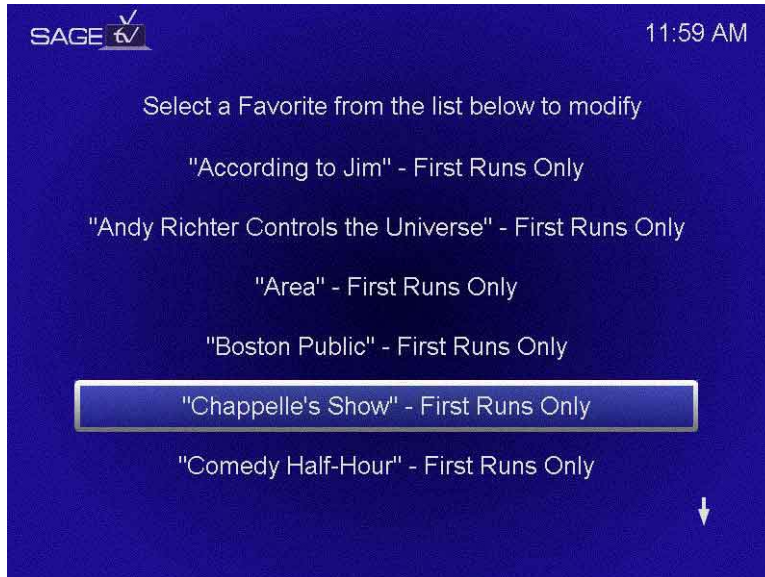 SAGE tv
11:59 AM
Select a Favorite from the list below to modify
"According to Jim" - First Runs Only
"Andy Richter Controls the Universe" - First Runs Only
"Area" - First Runs Only
"Boston Public" - First Runs Only
"Chappelle's Show" - First Runs Only
"Comedy Half-Hour" - First Runs Only